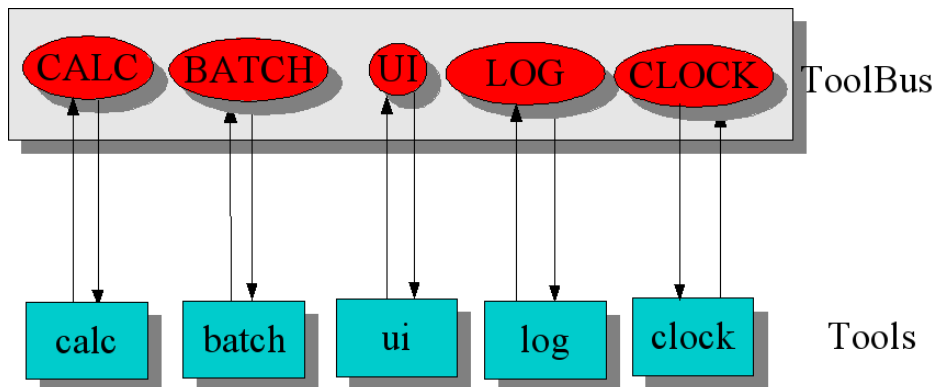 CALC
BATCH
UI
LOG
CLOCK
ToolBus
calc
batch
ui
log
clock
Tools